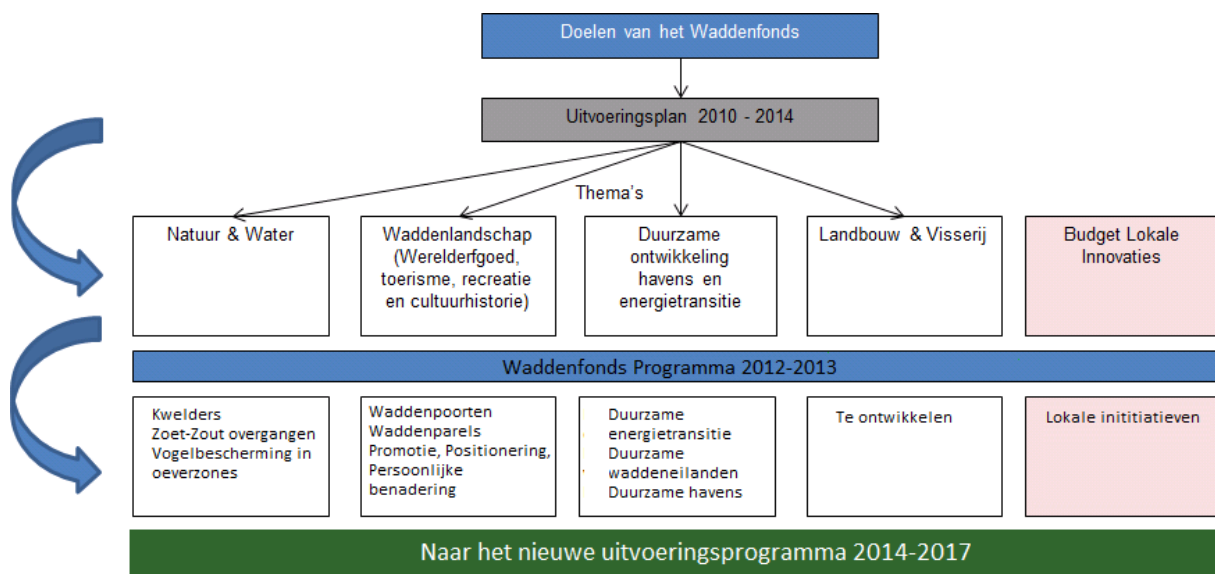 Doelen van het Waddenfonds
Uitvoeringsplan 2010 - 2014
Thema's
Natuur & Water
Waddenlandschap
(Werelderfgoed,
toerisme, recreatie
en cultuurhistorie)
Duurzame
ontwikkeling
havens en
energietransitie
Landbouw & Visserij
Budget Lokale
Innovaties
Waddenfonds Programma 2012-2013
Kwelders
Zoet-Zout overgangen
Vogelbescherming in
oeverzones
Waddenpoorten
Waddenparels
Promotie, Positionering,
Persoonlijke
benadering
Duurzame
energietransitie
Duurzame
waddeneilanden
Duurzame havens
Te ontwikkelen
Lokale inititiatieven
Naar het nieuwe uitvoeringsprogramma 2014-2017